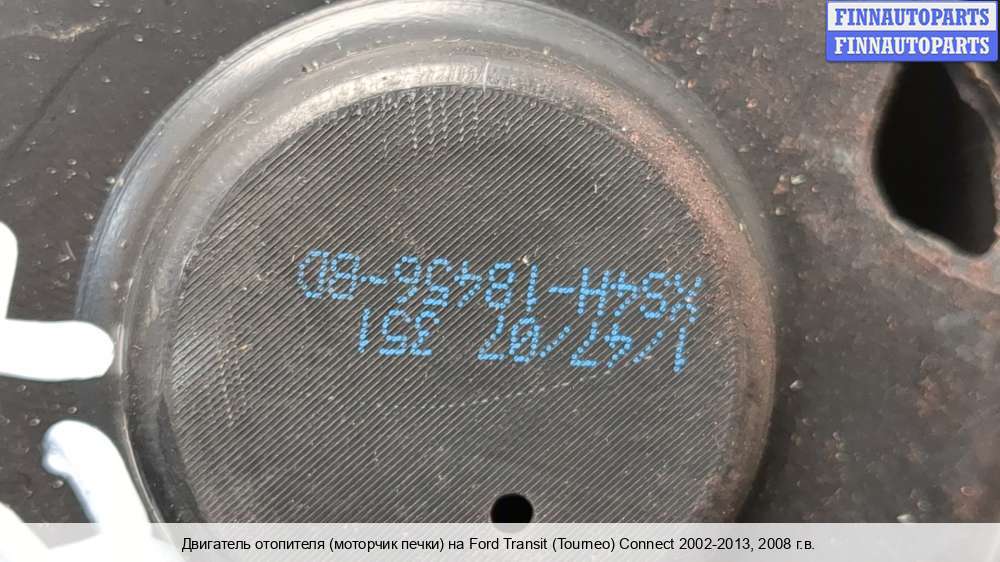 FINNAUTOPARTS
FINNAUTOPARTS
1/47/07 351
XS4H-18456-BD
Двигатель отопителя (моторчик печки) на Ford Transit (Tourneo) Connect 2002-2013, 2008 г.в.